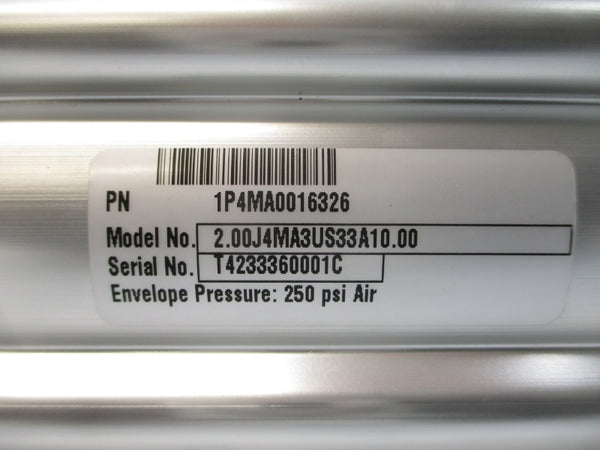 PN 1P4MA0016326
Model No. 2.00J4MA3US33A10.00
Serial No. T4233360001C
Envelope Pressure: 250 psi Air